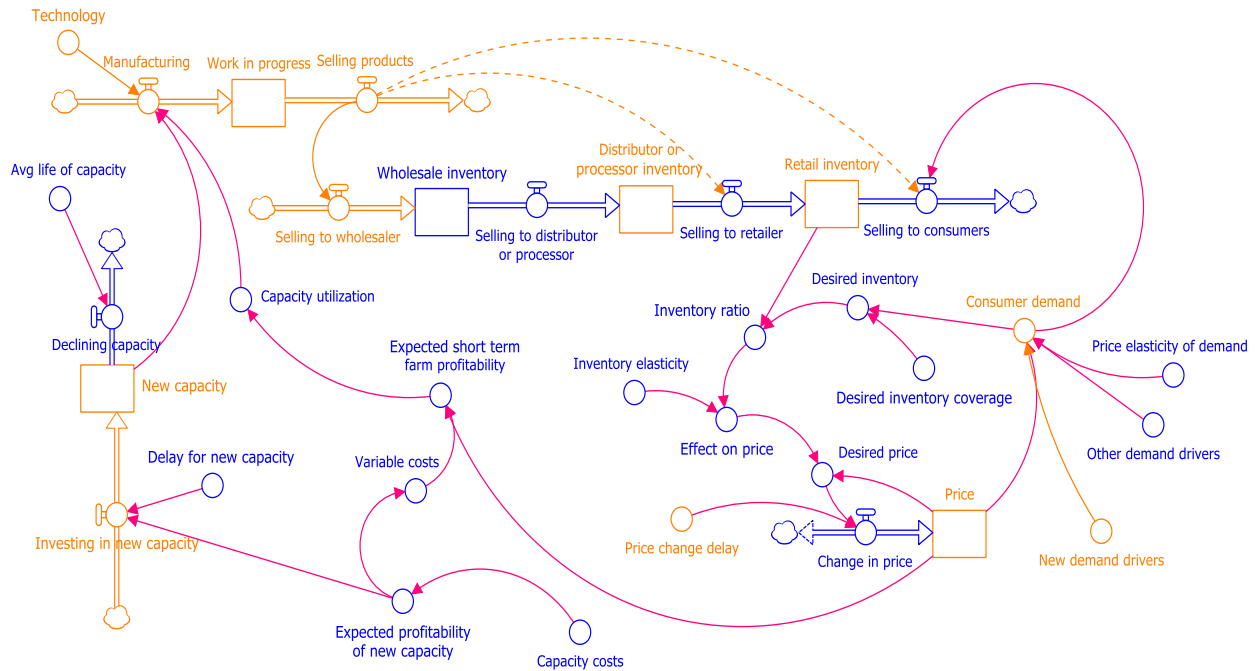 Technology
Manufacturing
Work in progress
Selling products
Avg life of capacity
Wholesale inventory
Distributor or
processor inventory
Retail inventory
Selling to wholesaler
Selling to distributor
or processor
Selling to retailer
Selling to consumers
Capacity utilization
Desired inventory
Consumer demand
Inventory ratio
Declining capacity
Expected short term
farm profitability
Price elasticity of demand
Inventory elasticity
New capacity
Desired inventory coverage
Effect on price
Desired price
Other demand drivers
Delay for new capacity
Variable costs
Price
Investing in new capacity
Price change delay
Change in price
New demand drivers
Expected profitability
of new capacity
Capacity costs